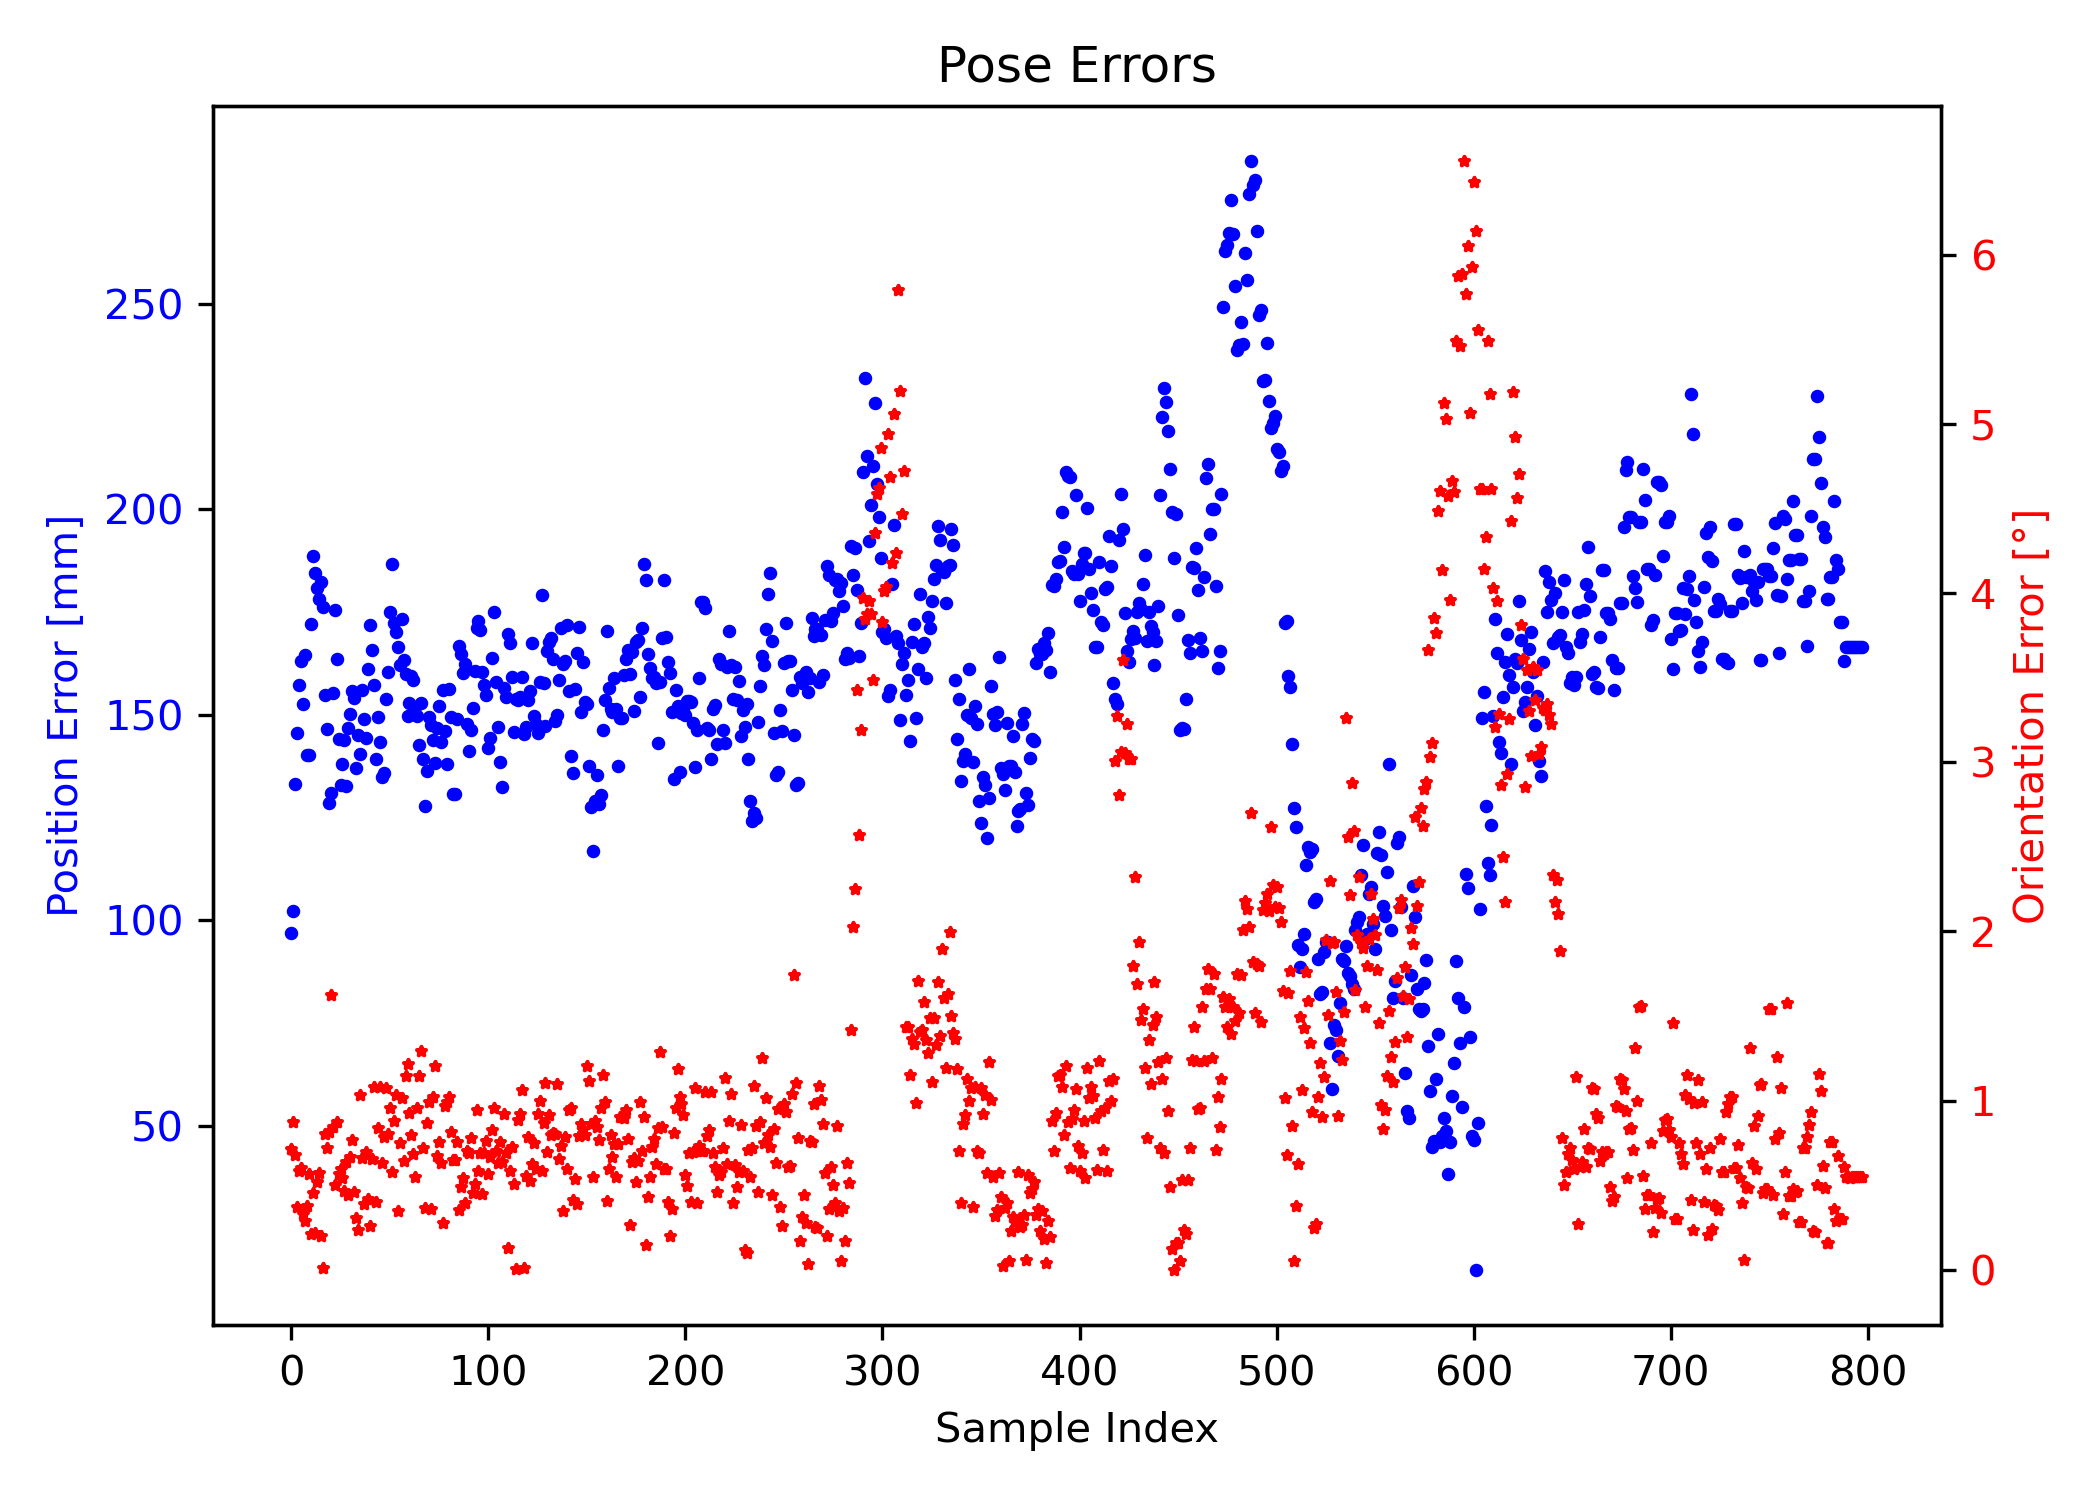 Pose Errors
Position Error [mm]
250
200
150
100
50
6
5
4
3
2
1
0
Orientation Error [°]
0 100 200 300 400 500 600 700 800
Sample Index